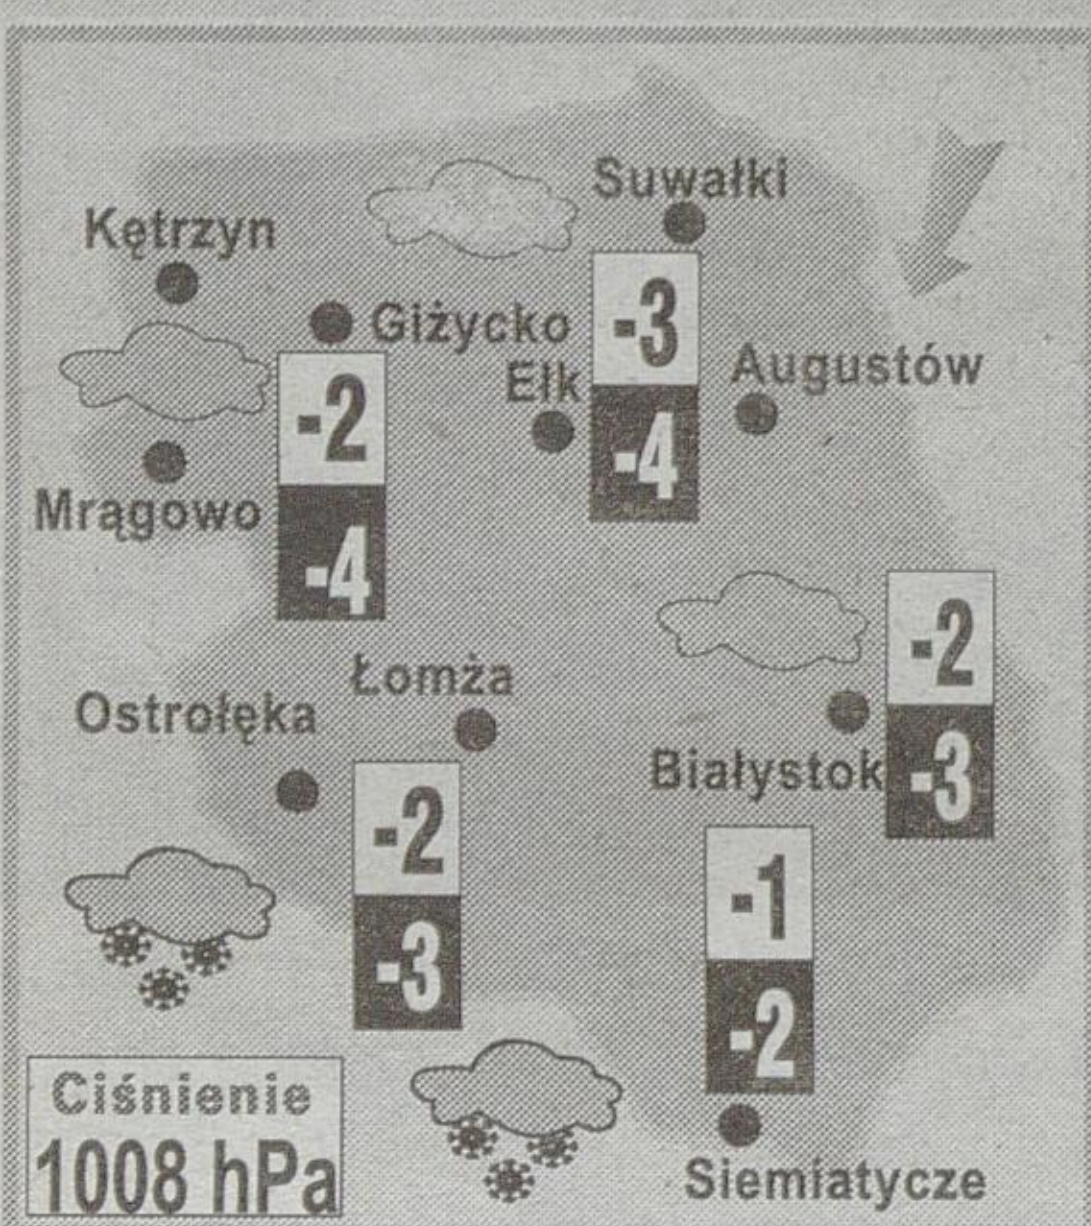 Suwałki
Kętrzyn
Giżycko
-3
Ełk
Augustów
-2
-4
Mrągowo
-4
-2
Łomża
Ostrołęka
Białystok
-3
-2
-1
-3
-2
Ciśnienie
1008 hPa
Siemiatycze